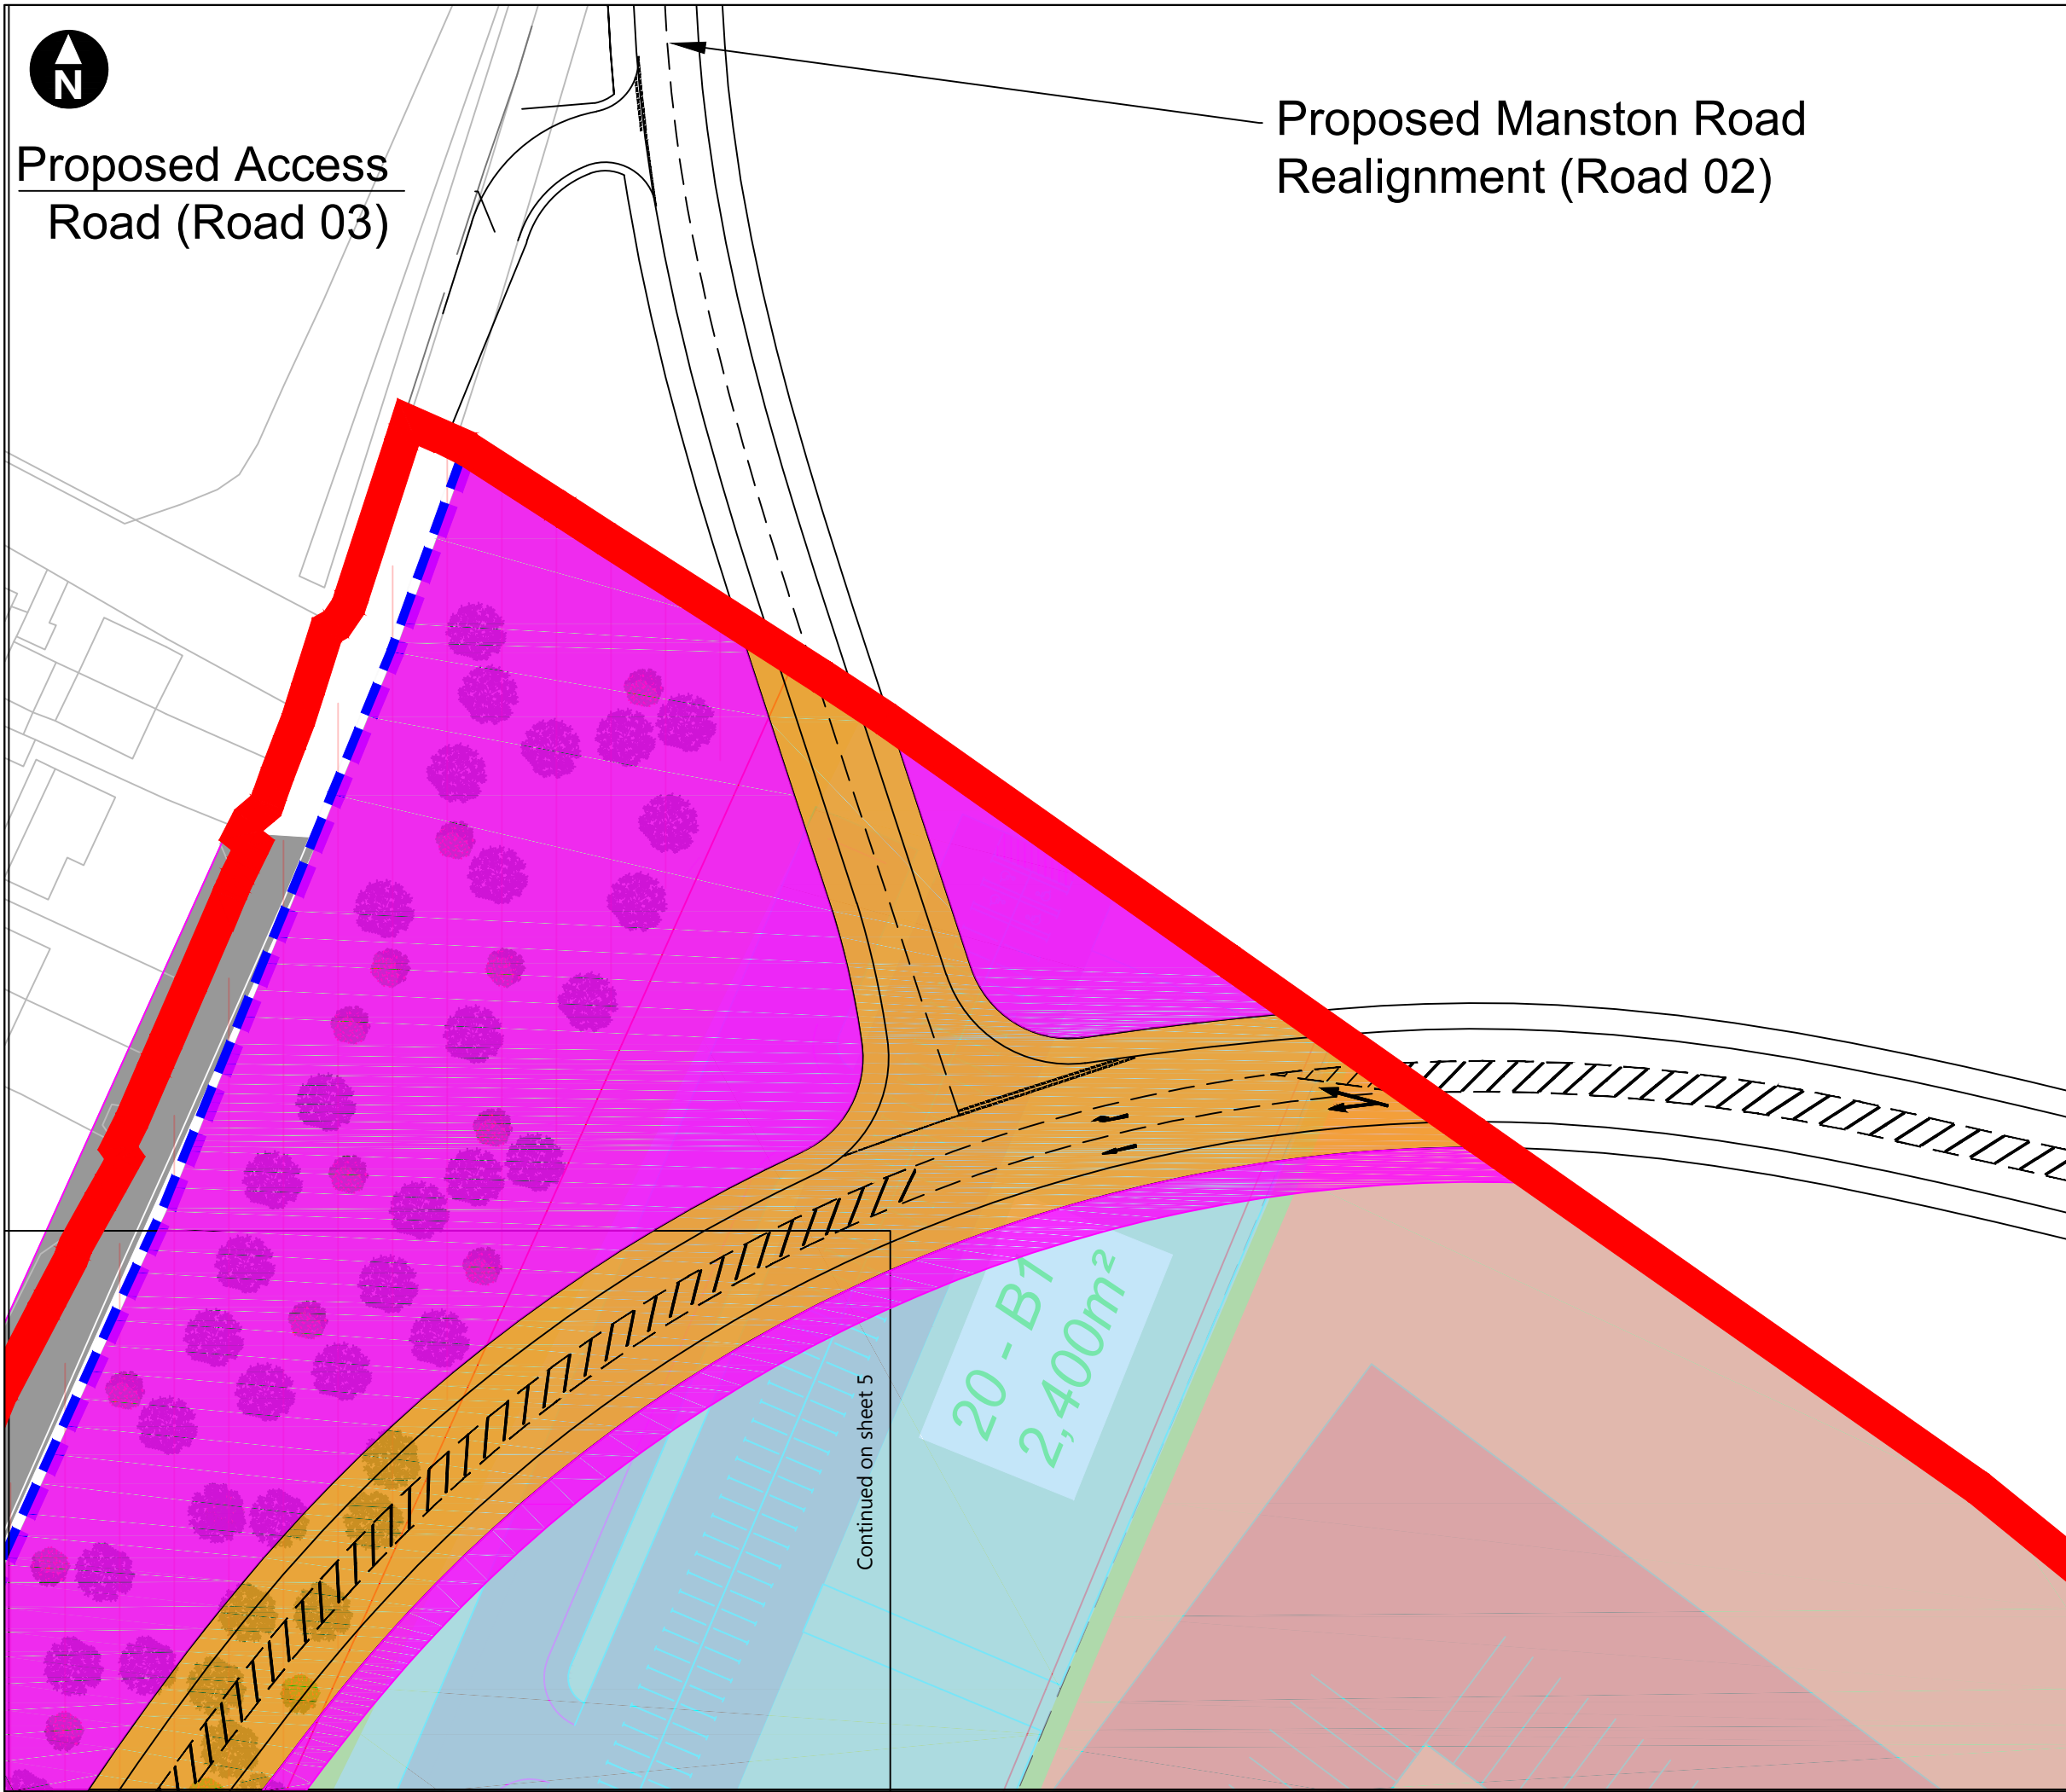 N
Proposed Access
Road (Road 03)
Proposed Manston Road
Realignment (Road 02)
20 - B1
2,400m²
Continued on sheet 5